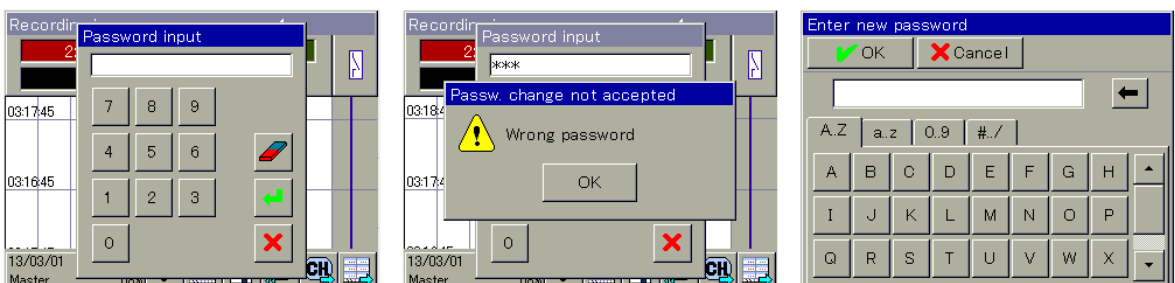 Recording
Password input
2
03:17:45
7 8 9
4 5 6
03:16:45
1 2 3
0
13/03/01
CH
Master
Recording
Password input
2
***
03:18:4
Passw. change not accepted
Wrong password
03:17:4
OK
0
13/03/01
CH
Master
Enter new password
OK Cancel
A.Z a.z 0.9 #./
A B C D E F G H
I J K L M N O P
Q R S T U V W X